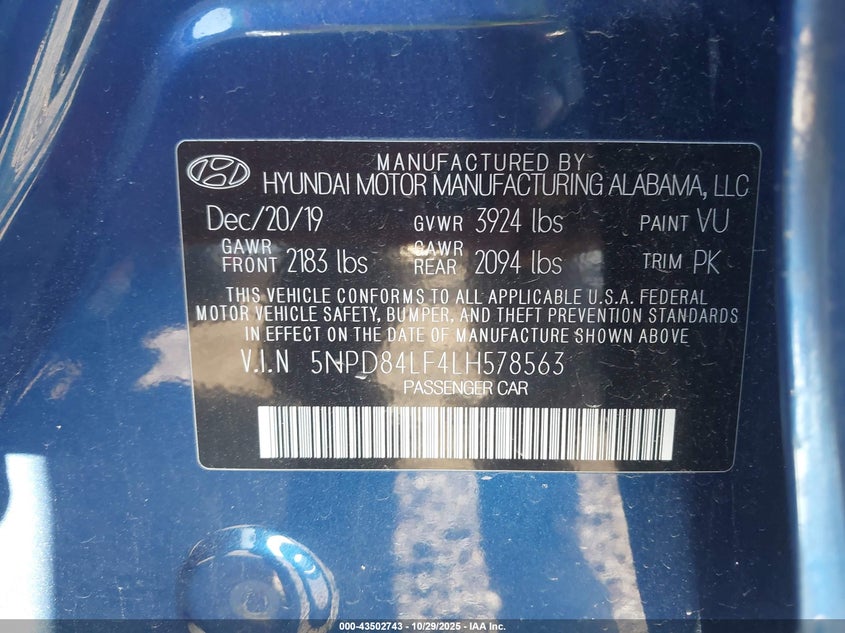 MANUFACTURED BY
HYUNDAI MOTOR MANUFACTURING ALABAMA, LLC
Dec/20/19 GVWR 3924 lbs PAINT VU
GAWR FRONT 2183 lbs GAWR REAR 2094 lbs TRIM PK
THIS VEHICLE CONFORMS TO ALL APPLICABLE U.S.A. FEDERAL
MOTOR VEHICLE SAFETY, BUMPER, AND THEFT PREVENTION STANDARDS
IN EFFECT ON THE DATE OF MANUFACTURE SHOWN ABOVE
V.I.N 5NPD84LF4LH578563
PASSENGER CAR
000-43502743 - 10/29/2025 - IAA Inc.